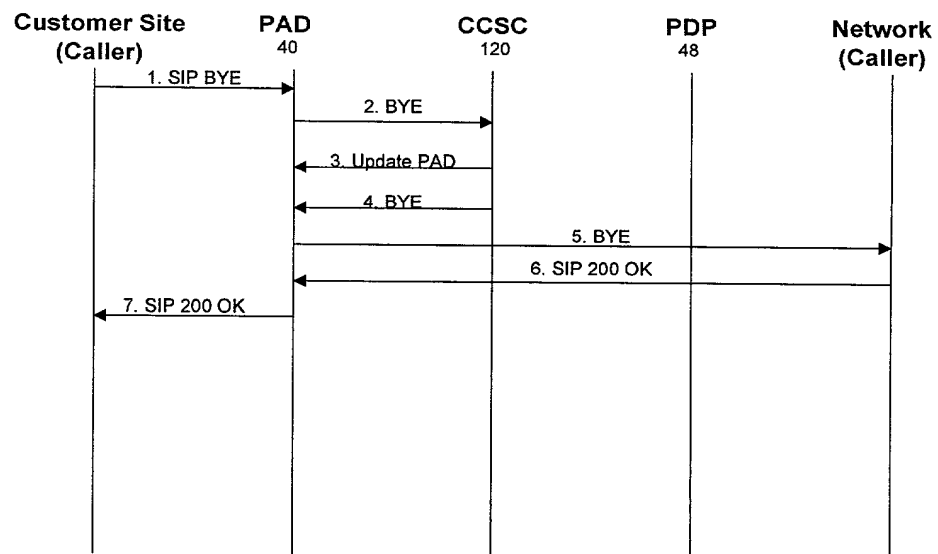 Customer Site
(Caller)
PAD
40
CCSC
120
PDP
48
Network
(Caller)
1. SIP BYE
2. BYE
3. Update PAD
4. BYE
5. BYE
6. SIP 200 OK
7. SIP 200 OK